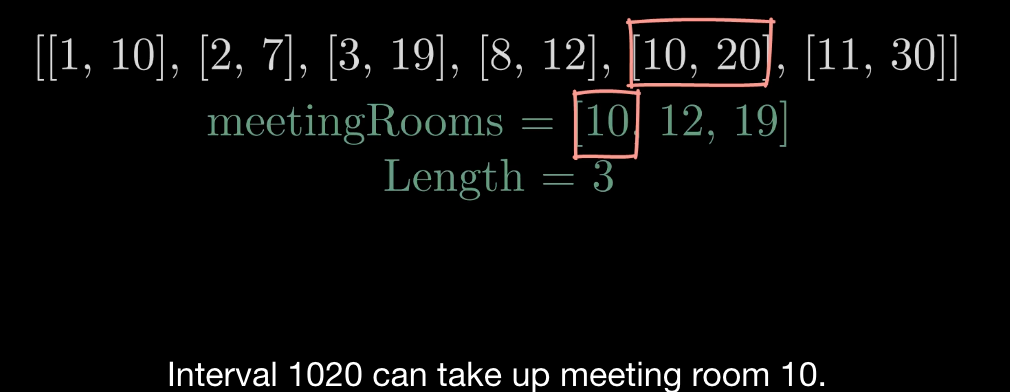 [[1, 10], [2, 7], [3, 19], [8, 12], [10, 20], [11, 30]]
meetingRooms = [10, 12, 19]
Length = 3
Interval 1020 can take up meeting room 10.